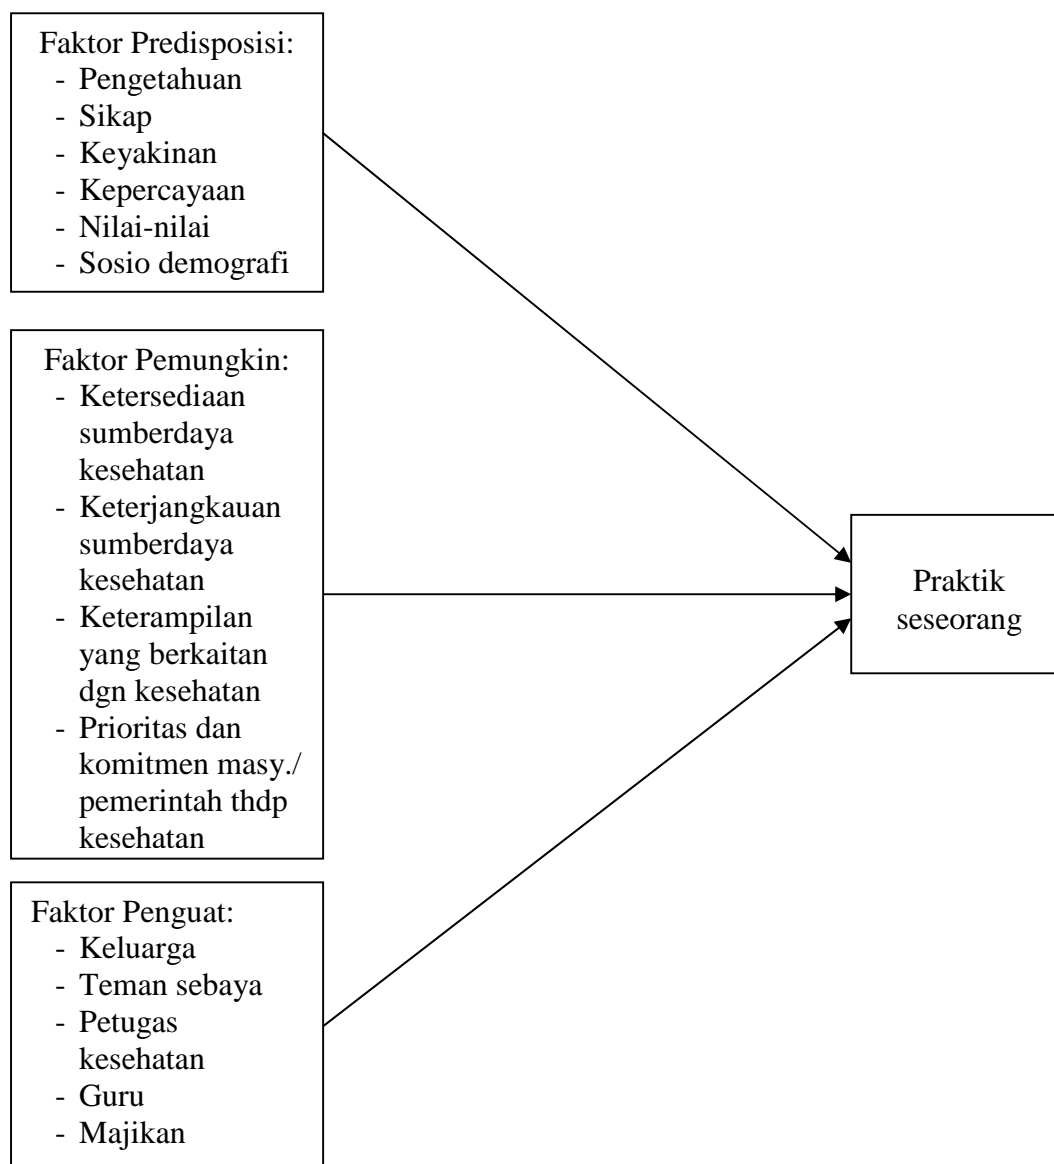 Faktor Predisposisi:
- Pengetahuan
- Sikap
- Keyakinan
- Kepercayaan
- Nilai-nilai
- Sosio demografi
Faktor Pemungkin:
- Ketersediaan
sumberdaya
kesehatan
- Keterjangkauan
sumberdaya
kesehatan
- Keterampilan
yang berkaitan
dgn kesehatan
- Prioritas dan
komitmen masy./
pemerintah thdp
kesehatan
Faktor Penguat:
- Keluarga
- Teman sebaya
- Petugas
kesehatan
- Guru
- Majikan
Praktik
seseorang